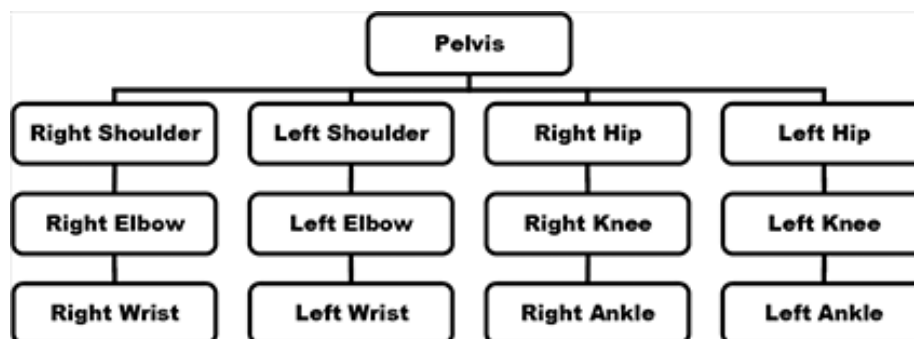 Pelvis
Right Shoulder
Left Shoulder
Right Hip
Left Hip
Right Elbow
Left Elbow
Right Knee
Left Knee
Right Wrist
Left Wrist
Right Ankle
Left Ankle